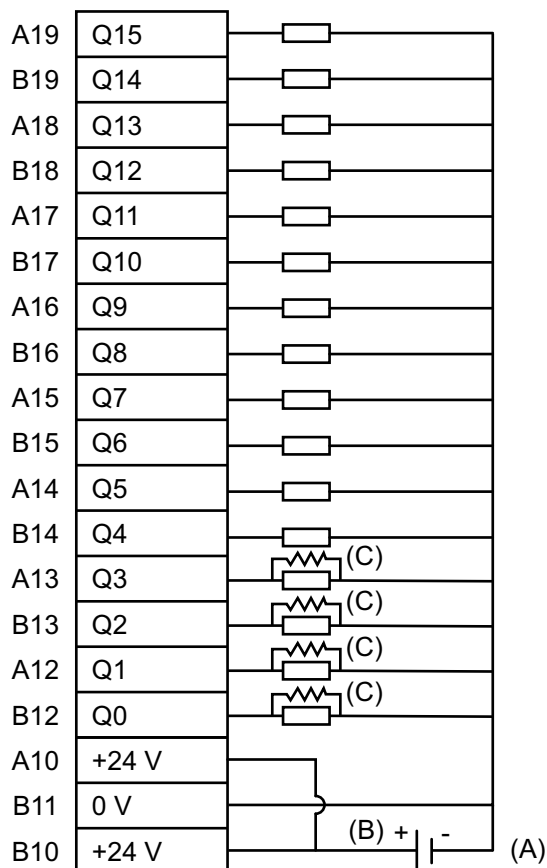 A19 Q15
B19 Q14
A18 Q13
B18 Q12
A17 Q11
B17 Q10
A16 Q9
B16 Q8
A15 Q7
B15 Q6
A14 Q5
B14 Q4
(C)
A13 Q3
(C)
B13 Q2
(C)
A12 Q1
(C)
B12 Q0
A10 +24 V
B11 0 V
B10 +24 V (B) + - (A)